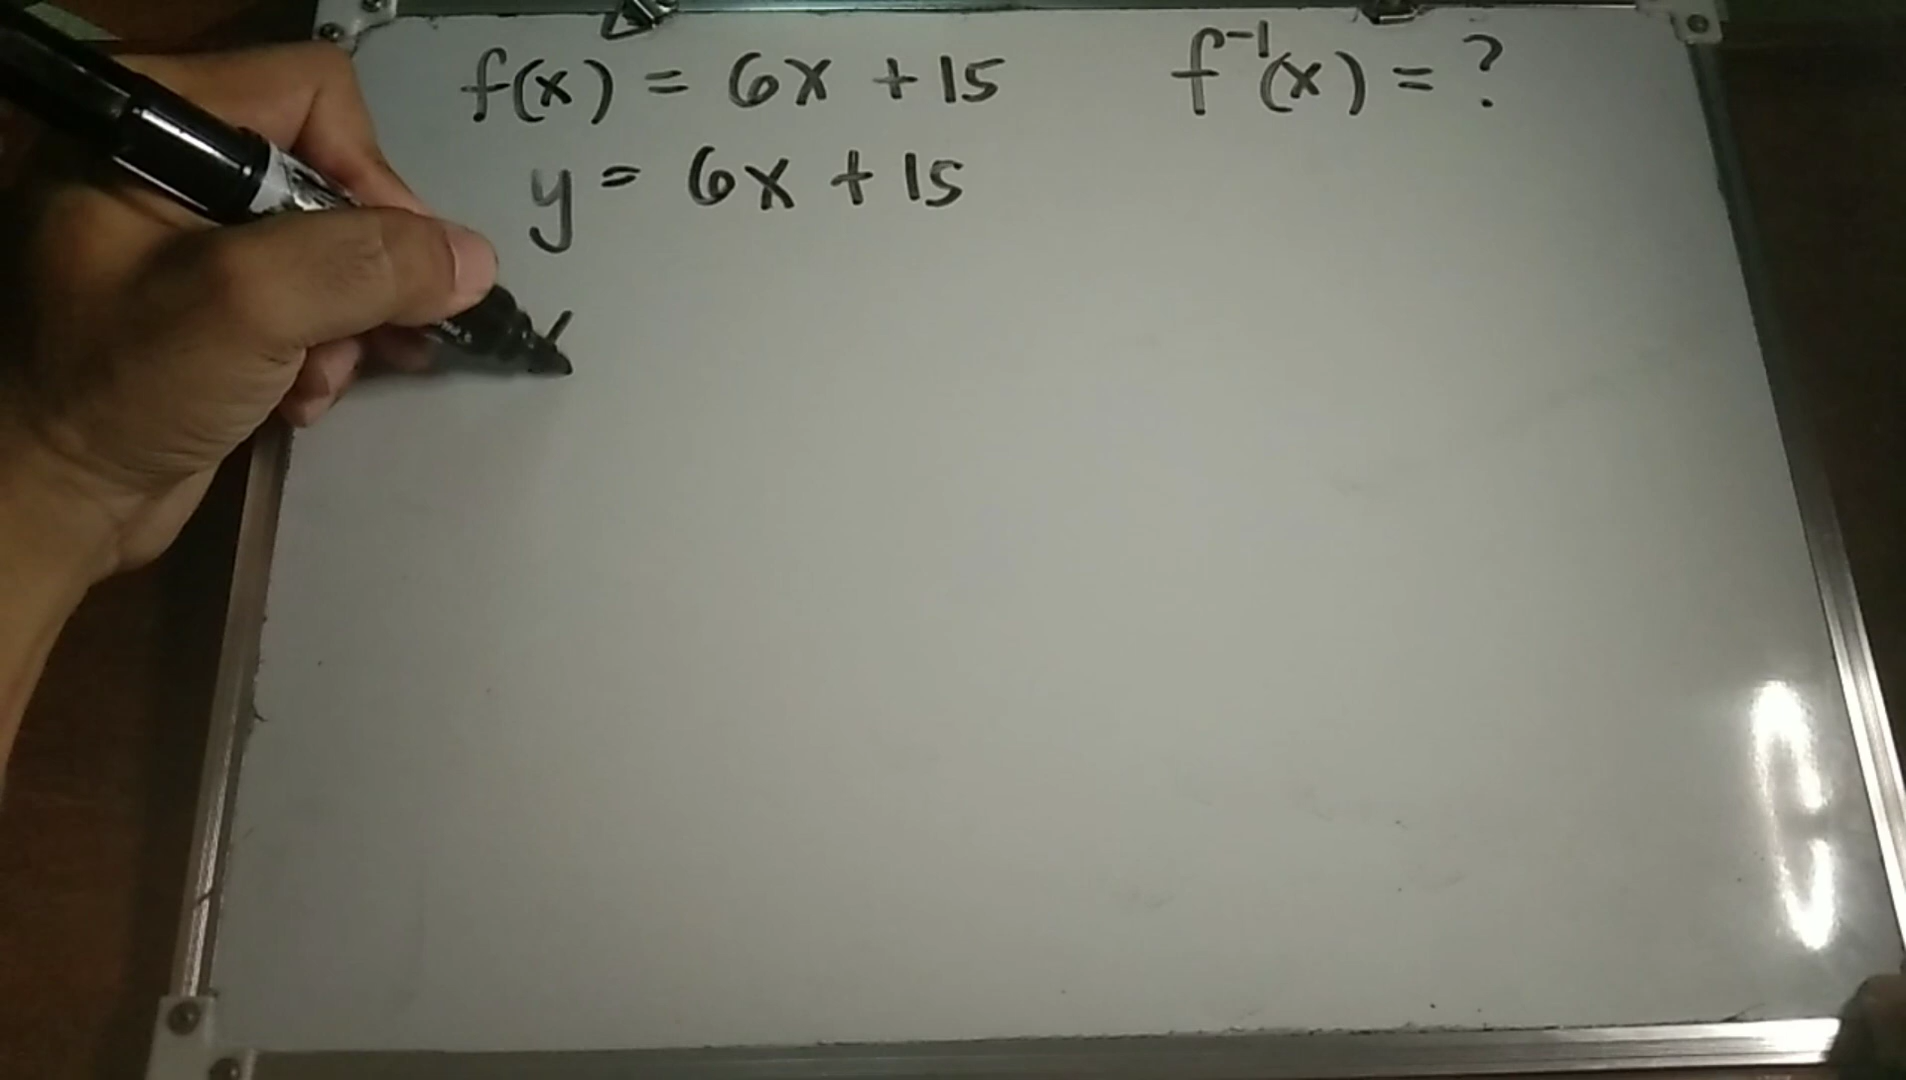 f(x) = 6x + 15
f⁻¹(x) = ?
y = 6x + 15
x